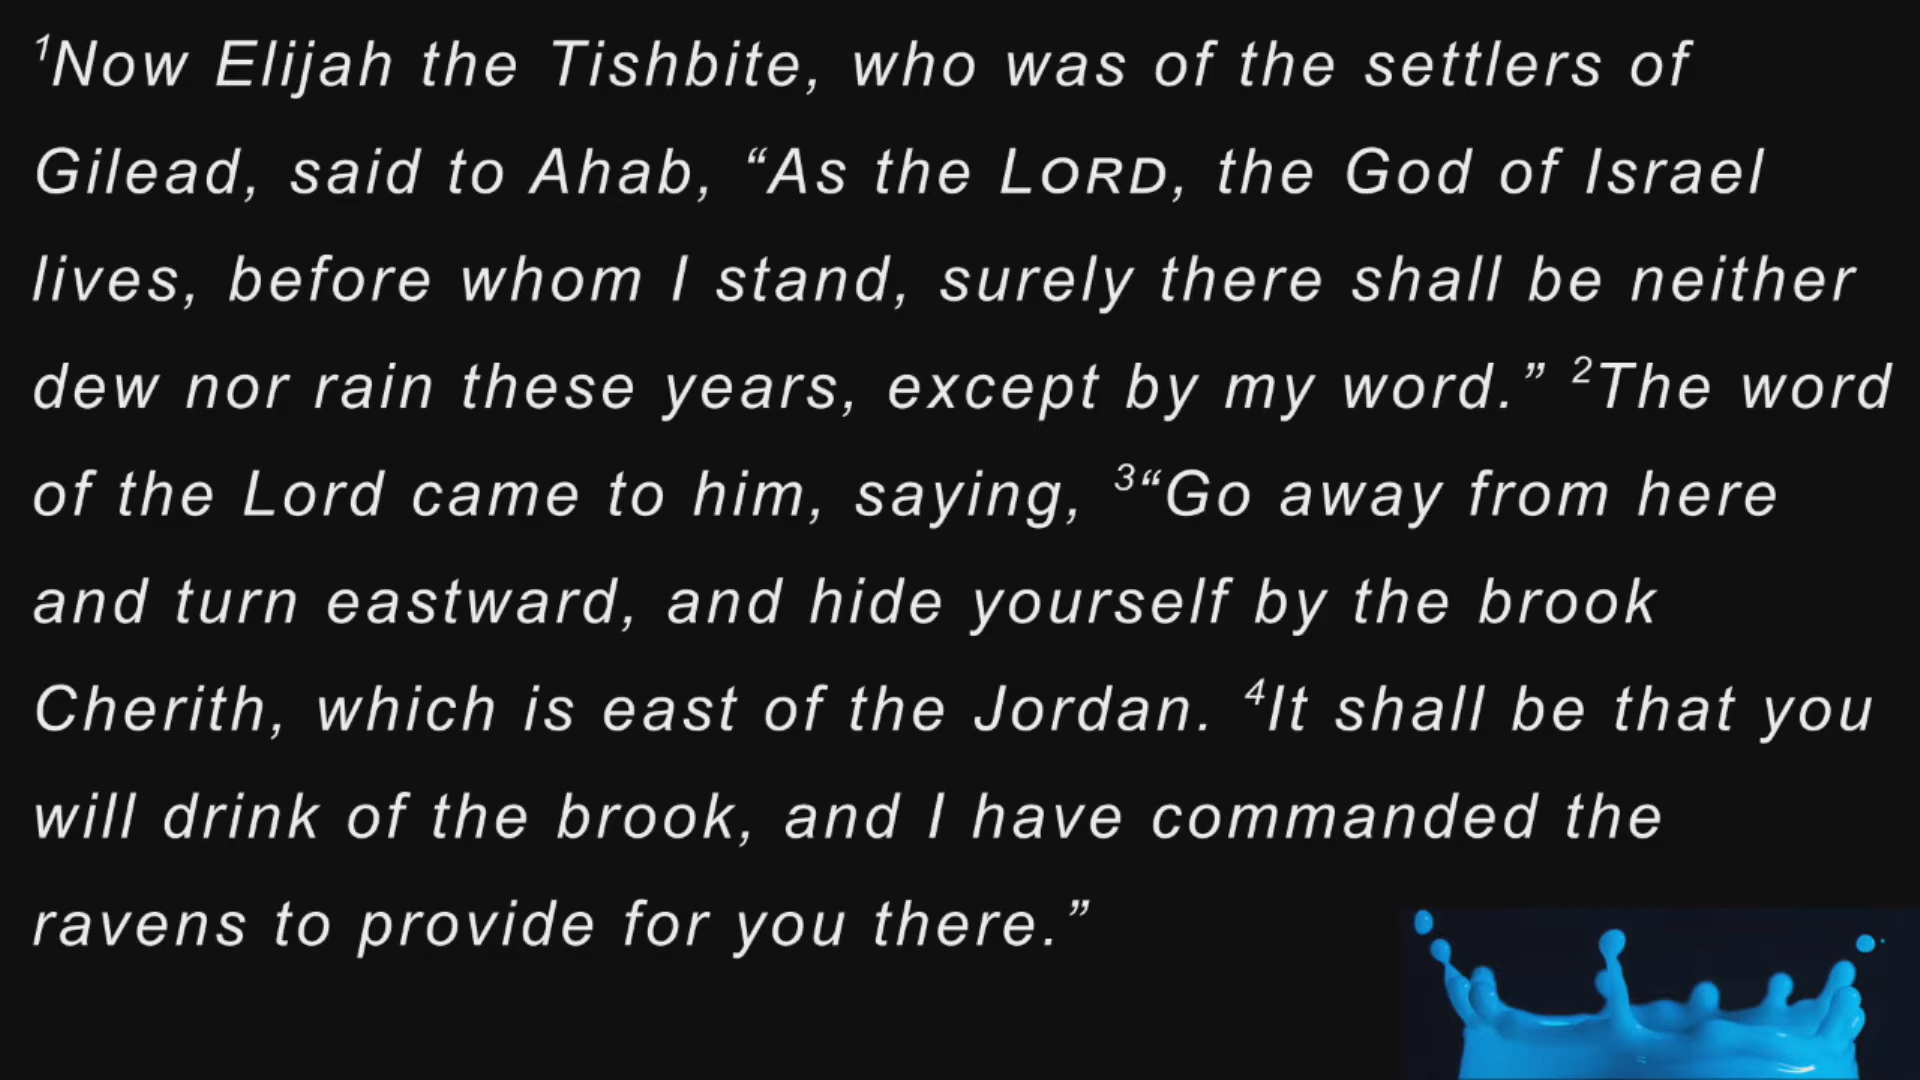 ¹Now Elijah the Tishbite, who was of the settlers of
Gilead, said to Ahab, “As the LORD, the God of Israel
lives, before whom I stand, surely there shall be neither
dew nor rain these years, except by my word.” ²The word
of the Lord came to him, saying, ³“Go away from here
and turn eastward, and hide yourself by the brook
Cherith, which is east of the Jordan. ⁴It shall be that you
will drink of the brook, and I have commanded the
ravens to provide for you there.”